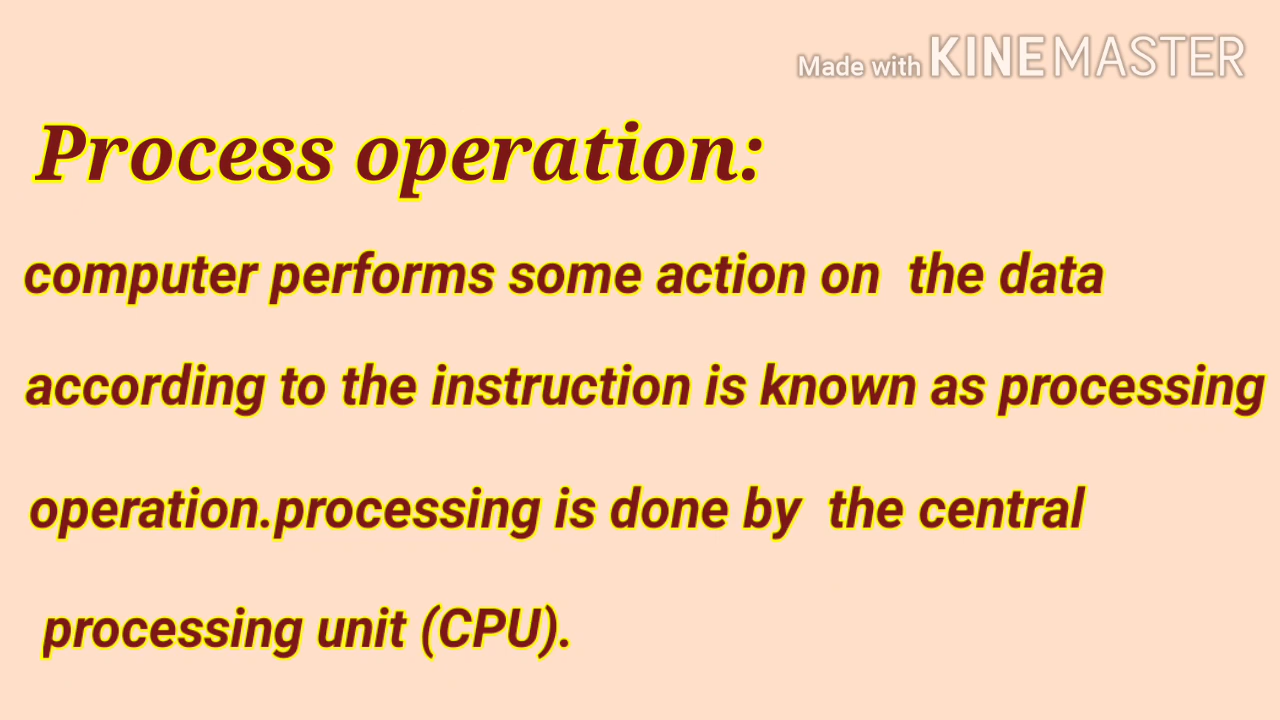 Made with KINEMASTER
Process operation:
computer performs some action on the data
according to the instruction is known as processing
operation.processing is done by the central
processing unit (CPU).